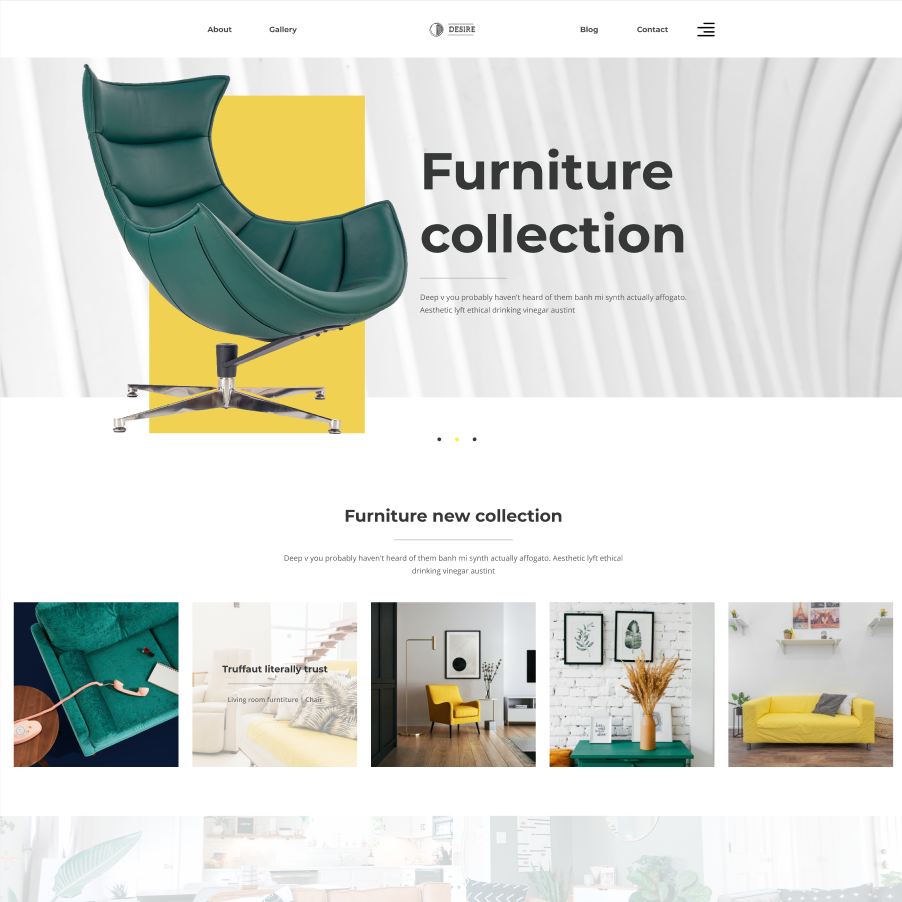 About
Gallery
DESIRE
Blog
Contact
Furniture
collection
Deep v you probably haven't heard of them banh mi synth actually affogato.
Aesthetic lyft ethical drinking vinegar austint
Furniture new collection
Deep v you probably haven't heard of them banh mi synth actually affogato. Aesthetic lyft ethical
drinking vinegar austint
Truffaut literally trust
Living room furntiture | Chair